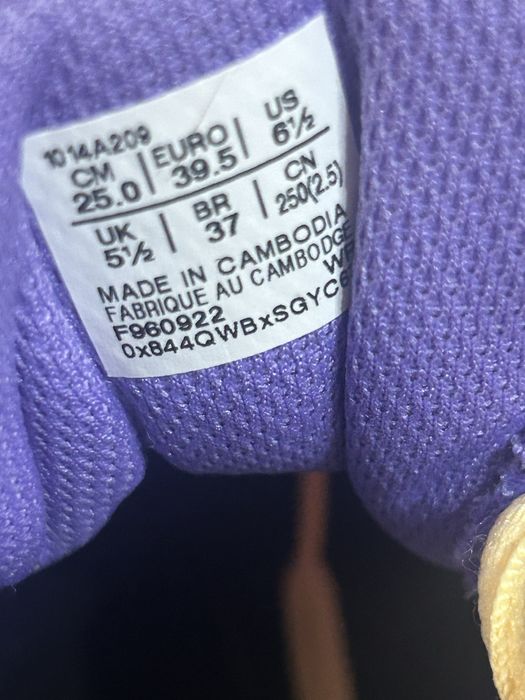 1014A209
CM | EURO | US
25.0 | 39.5 | 6½
UK | BR | CN
5½ | 37 | 250(2.5)
MADE IN CAMBODIA
FABRIQUE AU CAMBODGE
F960922
0x844QWBxSGYC6